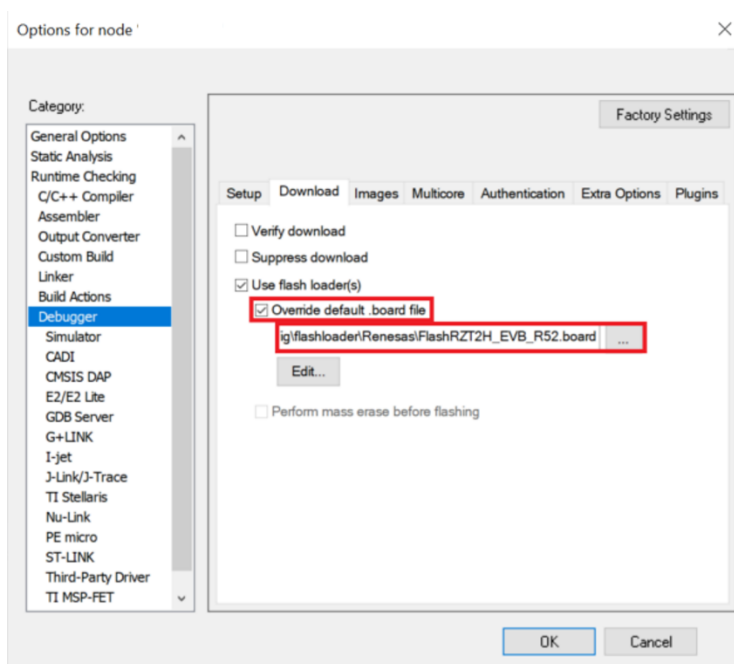 Options for node '
Category:
Factory Settings
General Options
Static Analysis
Runtime Checking
C/C++ Compiler
Assembler
Output Converter
Custom Build
Linker
Build Actions
Debugger
Simulator
CADI
CMSIS DAP
E2/E2 Lite
GDB Server
G+LINK
I-jet
J-Link/J-Trace
TI Stellaris
Nu-Link
PE micro
ST-LINK
Third-Party Driver
TI MSP-FET
Setup Download Images Multicore Authentication Extra Options Plugins
Verify download
Suppress download
Use flash loader(s)
Override default .board file
ig\flashloader\Renesas\FlashRZT2H_EVB_R52.board ...
Edit...
Perform mass erase before flashing
OK Cancel